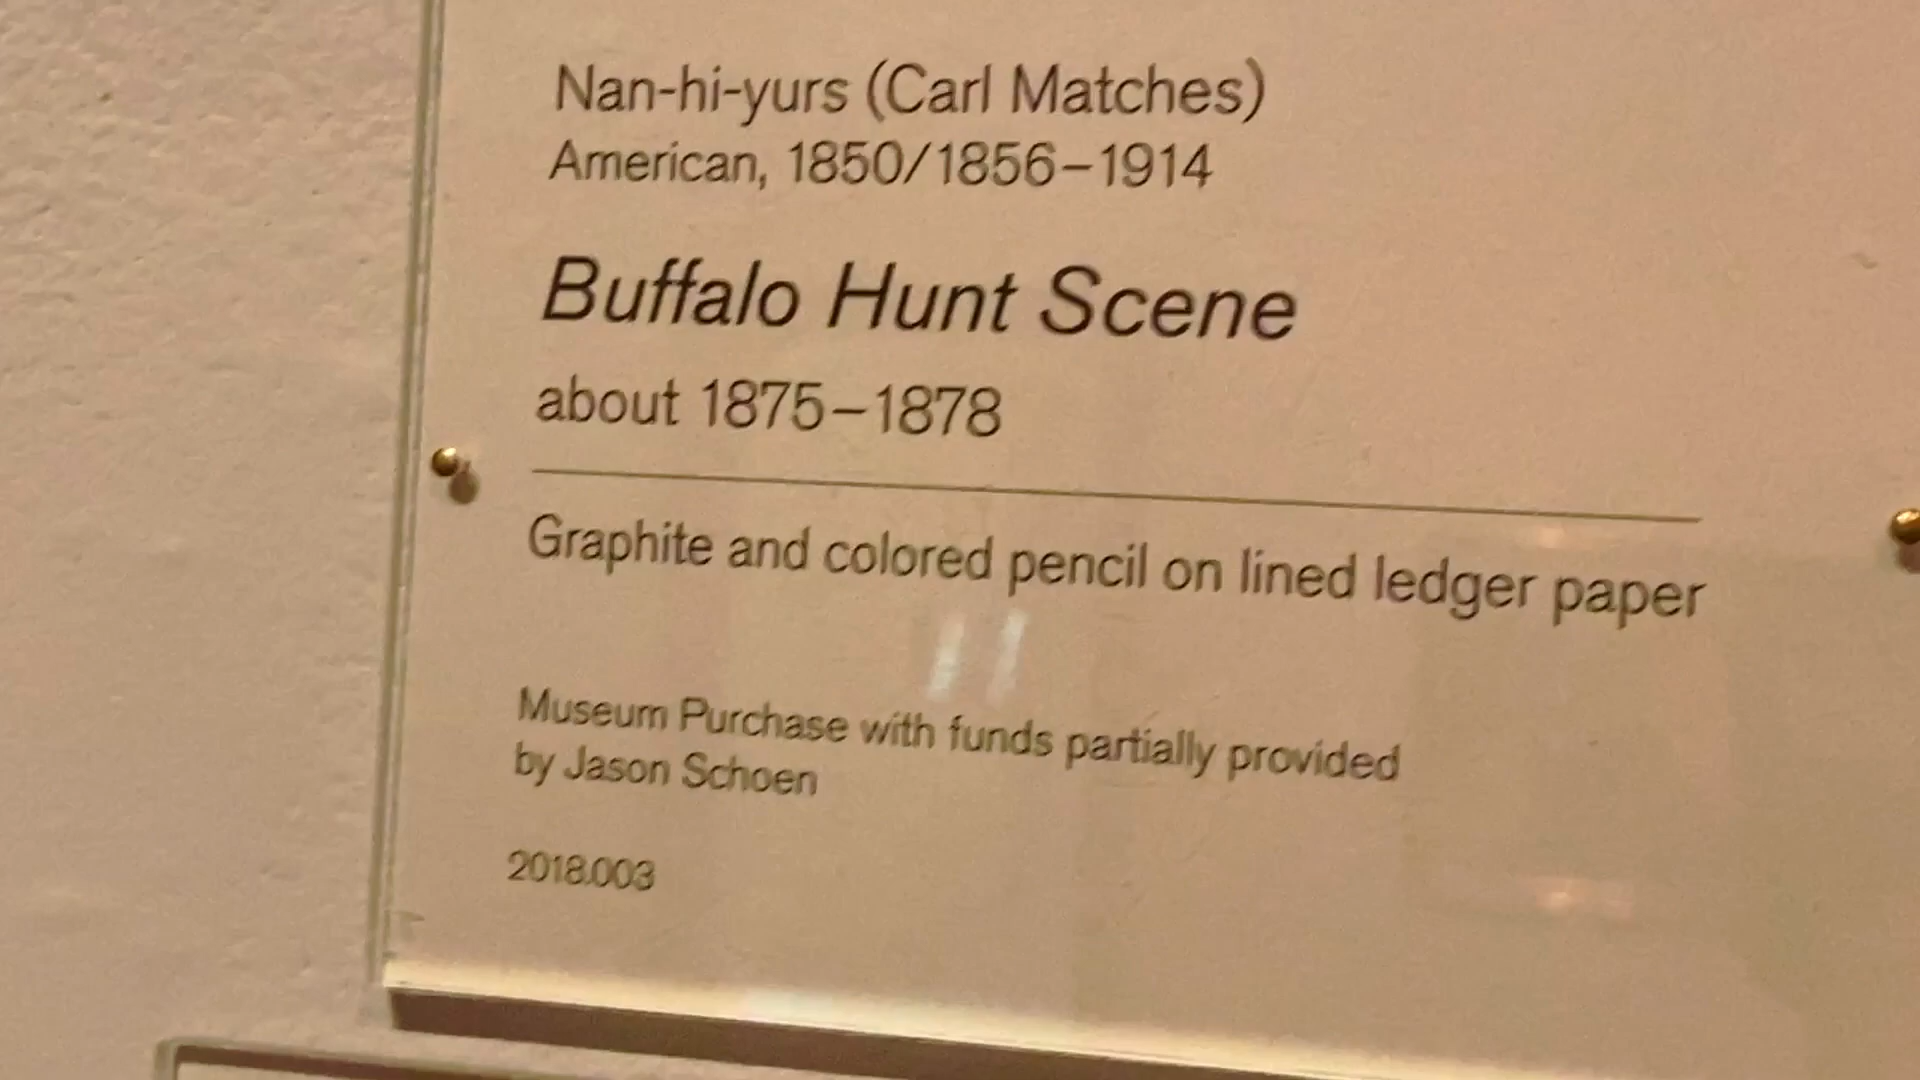 Nan-hi-yurs (Carl Matches)
American, 1850/1856–1914
Buffalo Hunt Scene
about 1875–1878
Graphite and colored pencil on lined ledger paper
Museum Purchase with funds partially provided
by Jason Schoen
2018.003